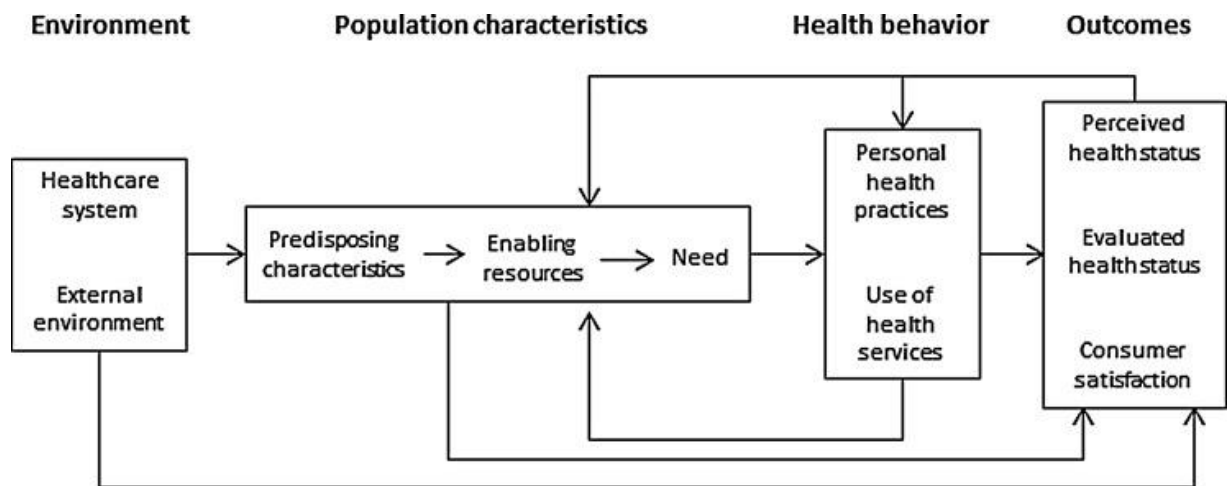 Environment
Population characteristics
Health behavior
Outcomes
Healthcare
system
External
environment
Predisposing
characteristics
Enabling
resources
Need
Personal
health
practices
Use of
health
services
Perceived
health status
Evaluated
health status
Consumer
satisfaction